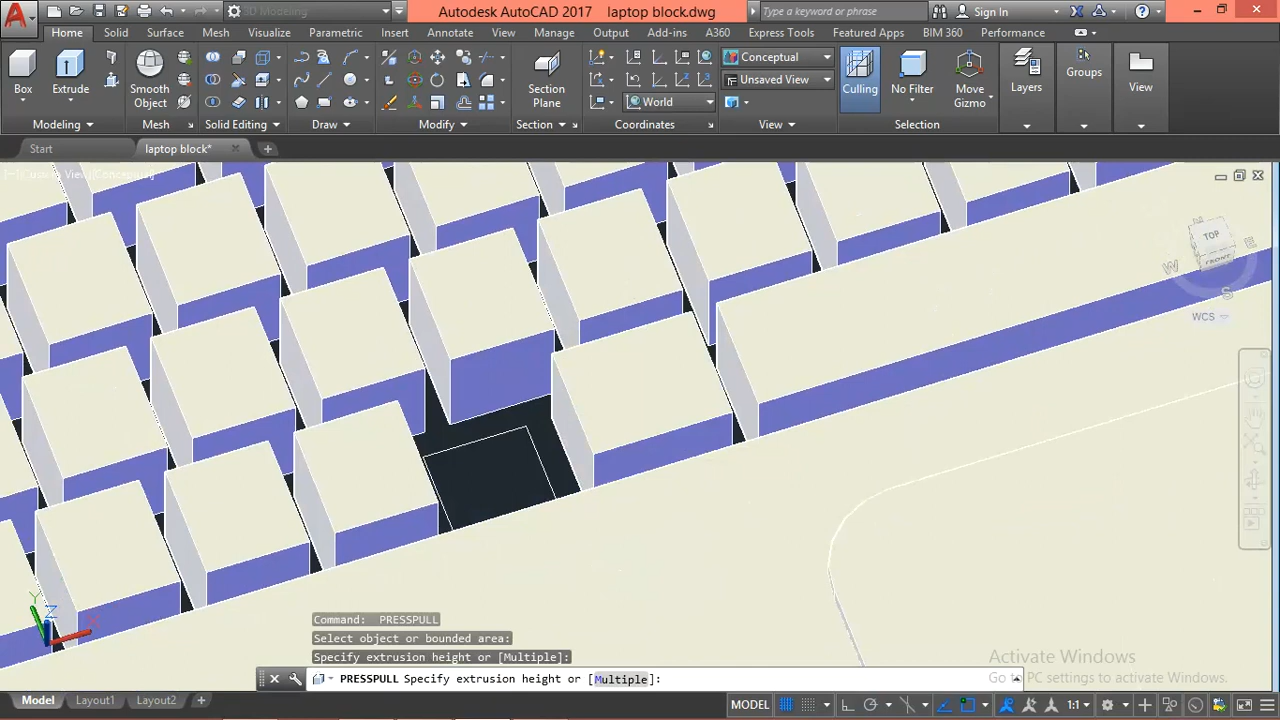 3D Modeling
Autodesk AutoCAD 2017 laptop block.dwg
Type a keyword or phrase
Sign In
Home Solid Surface Mesh Visualize Parametric Insert Annotate View Manage Output Add-ins A360 Express Tools Featured Apps BIM 360 Performance
Box
Extrude
Smooth
Object
Section
Plane
Conceptual
Unsaved View
World
Culling
No Filter
Move
Gizmo
Layers
Groups
View
Modeling
Mesh
Solid Editing
Draw
Modify
Section
Coordinates
View
Selection
Start
laptop block*
[Conceptual]
TOP
FRONT
W
E
S
WCS
Y
Z
X
Command: PRESSPULL
Select object or bounded area:
Specify extrusion height or [Multiple]:
PRESSPULL Specify extrusion height or [Multiple]:
Activate Windows
Go to PC settings to activate Windows.
Model Layout1 Layout2
MODEL
1:1